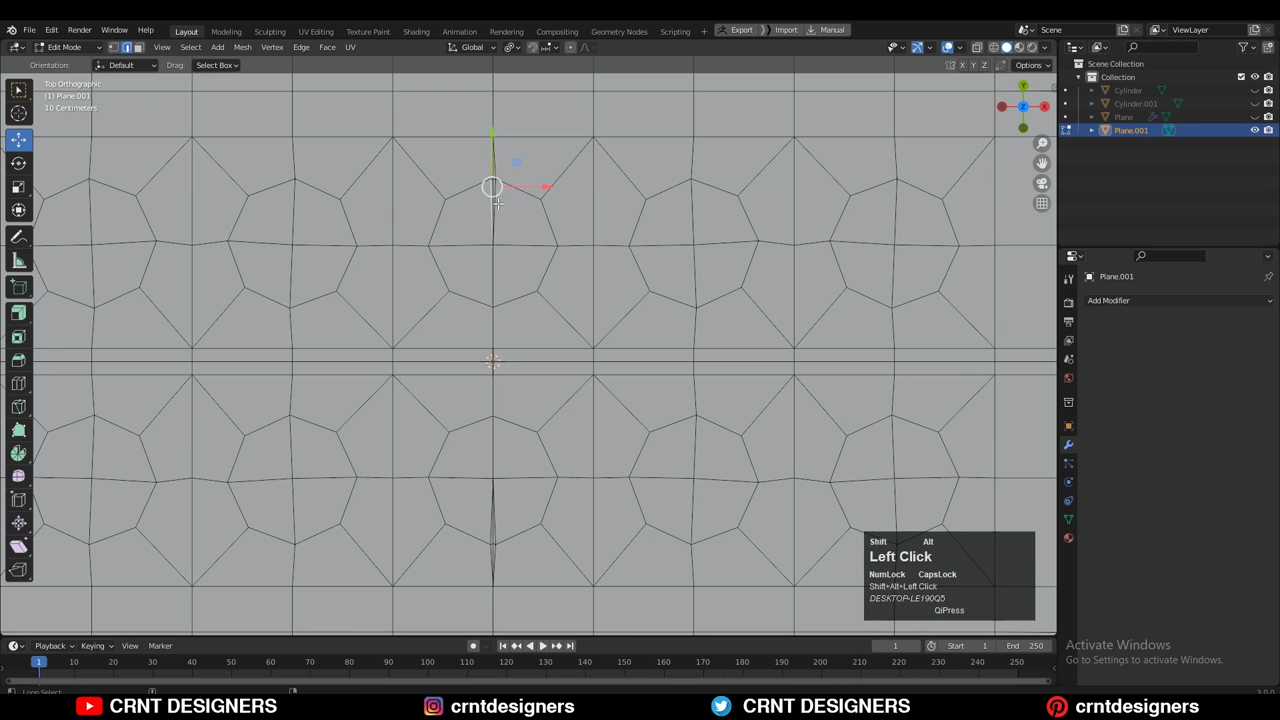 File Edit Render Window Help Layout Modeling Sculpting UV Editing Texture Paint Shading Animation Rendering Compositing Geometry Nodes Scripting Export Import Manual Scene ViewLayer
Edit Mode View Select Add Mesh Vertex Edge Face UV Global
Orientation: Default Drag: Select Box X Y Z Options
Top Orthographic
(1) Plane.001
10 Centimeters
Y
Z
X
Scene Collection
Collection
Cylinder
Cylinder.001
Plane
Plane.001
Plane.001
Add Modifier
Shift Alt
Left Click
NumLock CapsLock
Shift+Alt+Left Click
DESKTOP-LE190Q5
QiPress
Playback Keying View Marker 1 Start 1 End 250
1 10 20 30 40 50 60 70 80 90 100 110 120 130 140 150 160 170 180 190 200 210 220 230 240 250
Activate Windows
Go to Settings to activate Windows.
CRNT DESIGNERS crntdesigners CRNT DESIGNERS crntdesigners